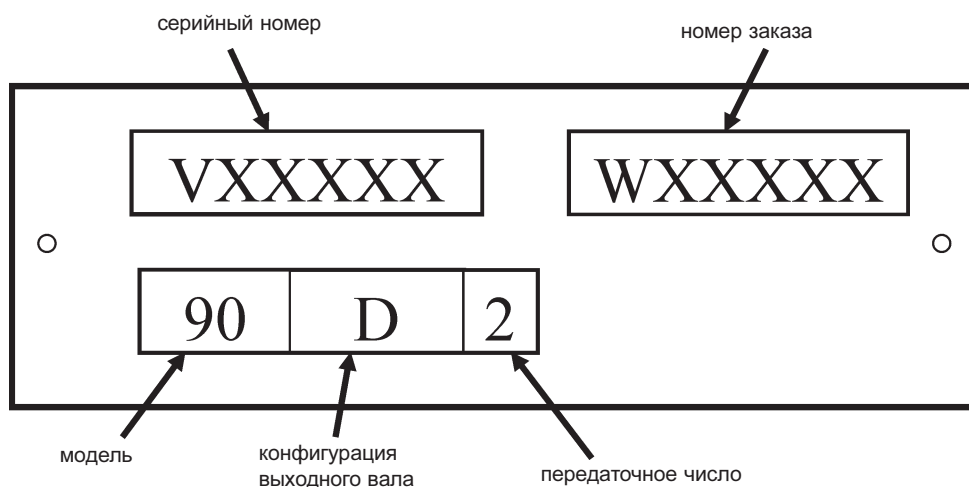 серийный номер
номер заказа
VXXXXX
WXXXXX
90 D 2
модель
конфигурация
выходного вала
передаточное число